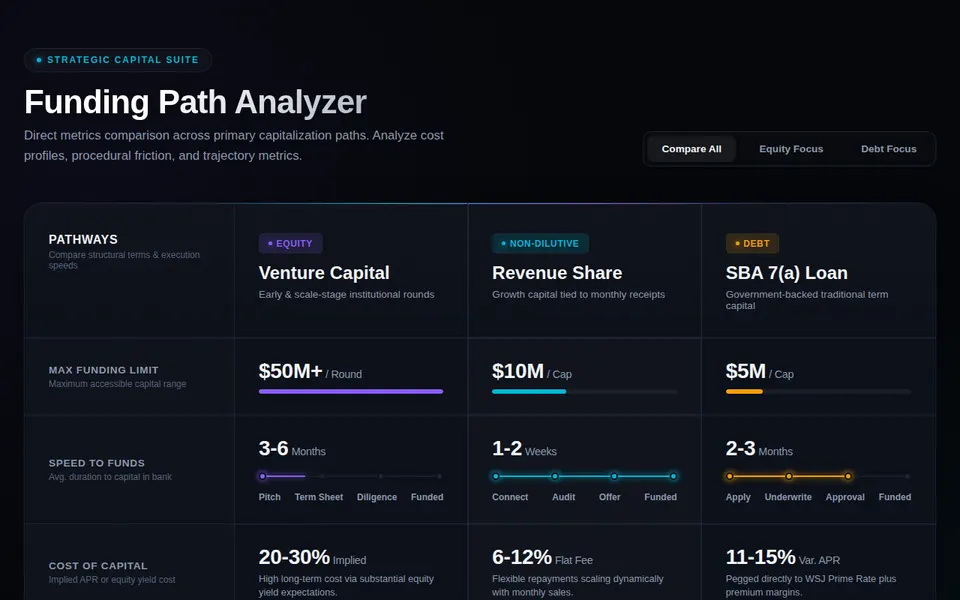 STRATEGIC CAPITAL SUITE
Funding Path Analyzer
Direct metrics comparison across primary capitalization paths. Analyze cost
profiles, procedural friction, and trajectory metrics.
Compare All
Equity Focus
Debt Focus
PATHWAYS
Compare structural terms & execution
speeds
EQUITY
Venture Capital
Early & scale-stage institutional rounds
NON-DILUTIVE
Revenue Share
Growth capital tied to monthly receipts
DEBT
SBA 7(a) Loan
Government-backed traditional term
capital
MAX FUNDING LIMIT
Maximum accessible capital range
$50M+ / Round
$10M / Cap
$5M / Cap
SPEED TO FUNDS
Avg. duration to capital in bank
3-6 Months
Pitch Term Sheet Diligence Funded
1-2 Weeks
Connect Audit Offer Funded
2-3 Months
Apply Underwrite Approval Funded
COST OF CAPITAL
Implied APR or equity yield cost
20-30% Implied
High long-term cost via substantial equity
yield expectations.
6-12% Flat Fee
Flexible repayments scaling dynamically
with monthly sales.
11-15% Var. APR
Pegged directly to WSJ Prime Rate plus
premium margins.